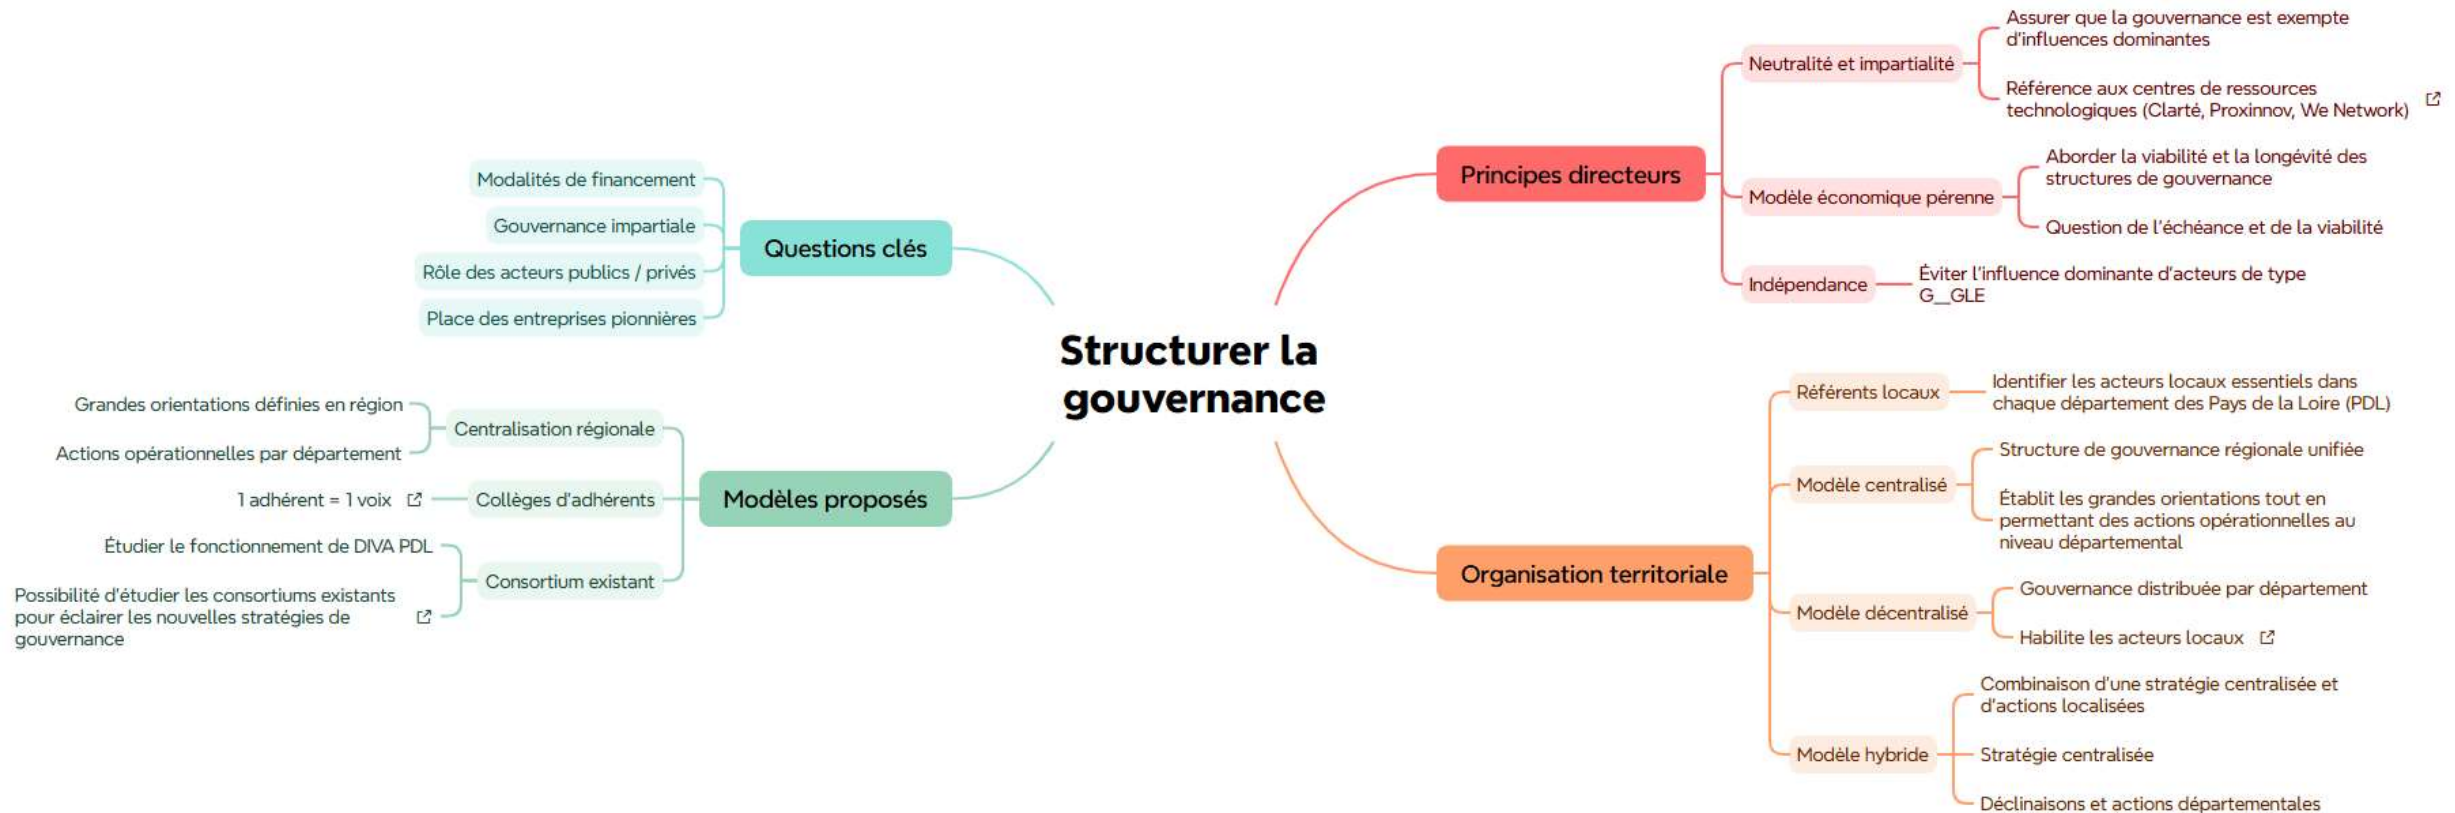 Structurer la
gouvernance
Principes directeurs
Neutralité et impartialité
Assurer que la gouvernance est exempte
d'influences dominantes
Référence aux centres de ressources
technologiques (Clarté, Proxinnov, We Network)
Modèle économique pérenne
Aborder la viabilité et la longévité des
structures de gouvernance
Question de l'échéance et de la viabilité
Indépendance
Éviter l'influence dominante d'acteurs de type
G__GLE
Organisation territoriale
Référents locaux
Identifier les acteurs locaux essentiels dans
chaque département des Pays de la Loire (PDL)
Modèle centralisé
Structure de gouvernance régionale unifiée
Établit les grandes orientations tout en
permettant des actions opérationnelles au
niveau départemental
Modèle décentralisé
Gouvernance distribuée par département
Habilite les acteurs locaux
Modèle hybride
Combinaison d'une stratégie centralisée et
d'actions localisées
Stratégie centralisée
Déclinaisons et actions départementales
Questions clés
Modalités de financement
Gouvernance impartiale
Rôle des acteurs publics / privés
Place des entreprises pionnières
Modèles proposés
Centralisation régionale
Grandes orientations définies en région
Actions opérationnelles par département
Collèges d'adhérents
1 adhérent = 1 voix
Consortium existant
Étudier le fonctionnement de DIVA PDL
Possibilité d'étudier les consortiums existants
pour éclairer les nouvelles stratégies de
gouvernance